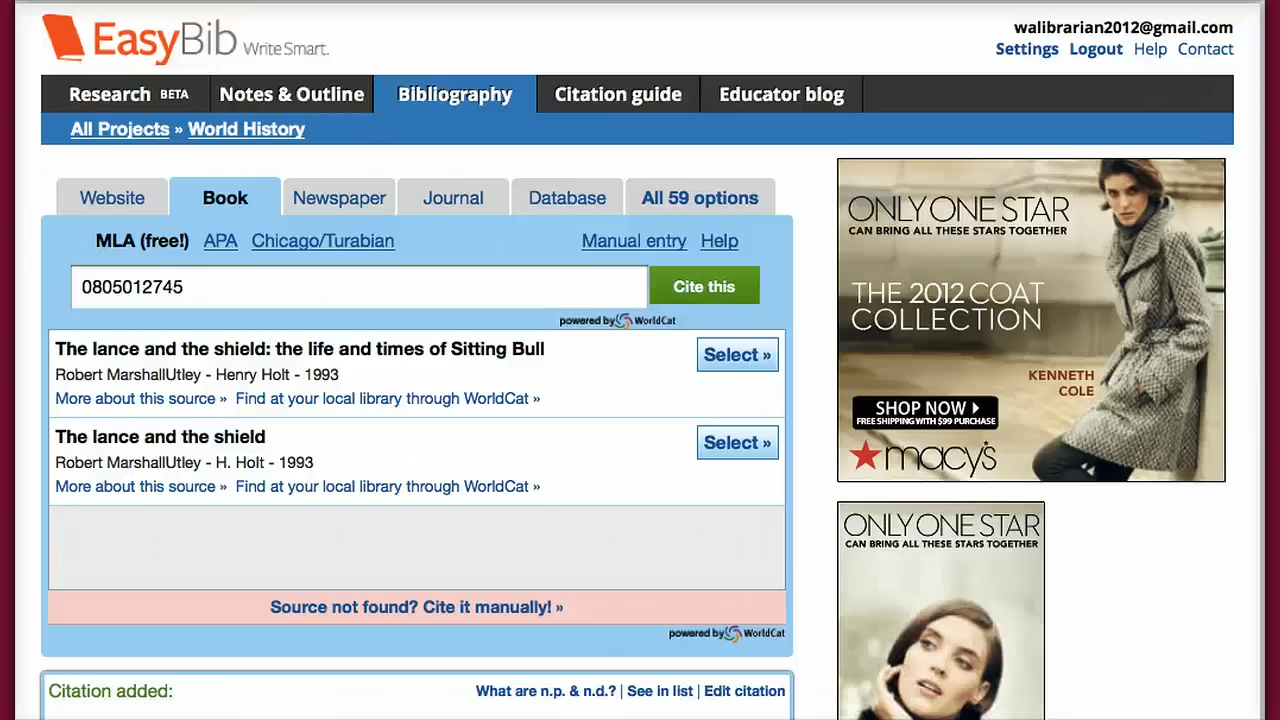 EasyBib Write Smart.
walibrarian2012@gmail.com
Settings Logout Help Contact
Research BETA Notes & Outline Bibliography Citation guide Educator blog
All Projects » World History
Website Book Newspaper Journal Database All 59 options
MLA (free!) APA Chicago/Turabian Manual entry Help
0805012745 Cite this
powered by WorldCat
The lance and the shield: the life and times of Sitting Bull
Select »
Robert MarshallUtley - Henry Holt - 1993
More about this source » Find at your local library through WorldCat »
The lance and the shield
Select »
Robert MarshallUtley - H. Holt - 1993
More about this source » Find at your local library through WorldCat »
Source not found? Cite it manually! »
powered by WorldCat
Citation added: What are n.p. & n.d.? | See in list | Edit citation
ONLY ONE STAR
CAN BRING ALL THESE STARS TOGETHER
THE 2012 COAT
COLLECTION
KENNETH
COLE
SHOP NOW
FREE SHIPPING WITH $99 PURCHASE
macy's
ONLY ONE STAR
CAN BRING ALL THESE STARS TOGETHER